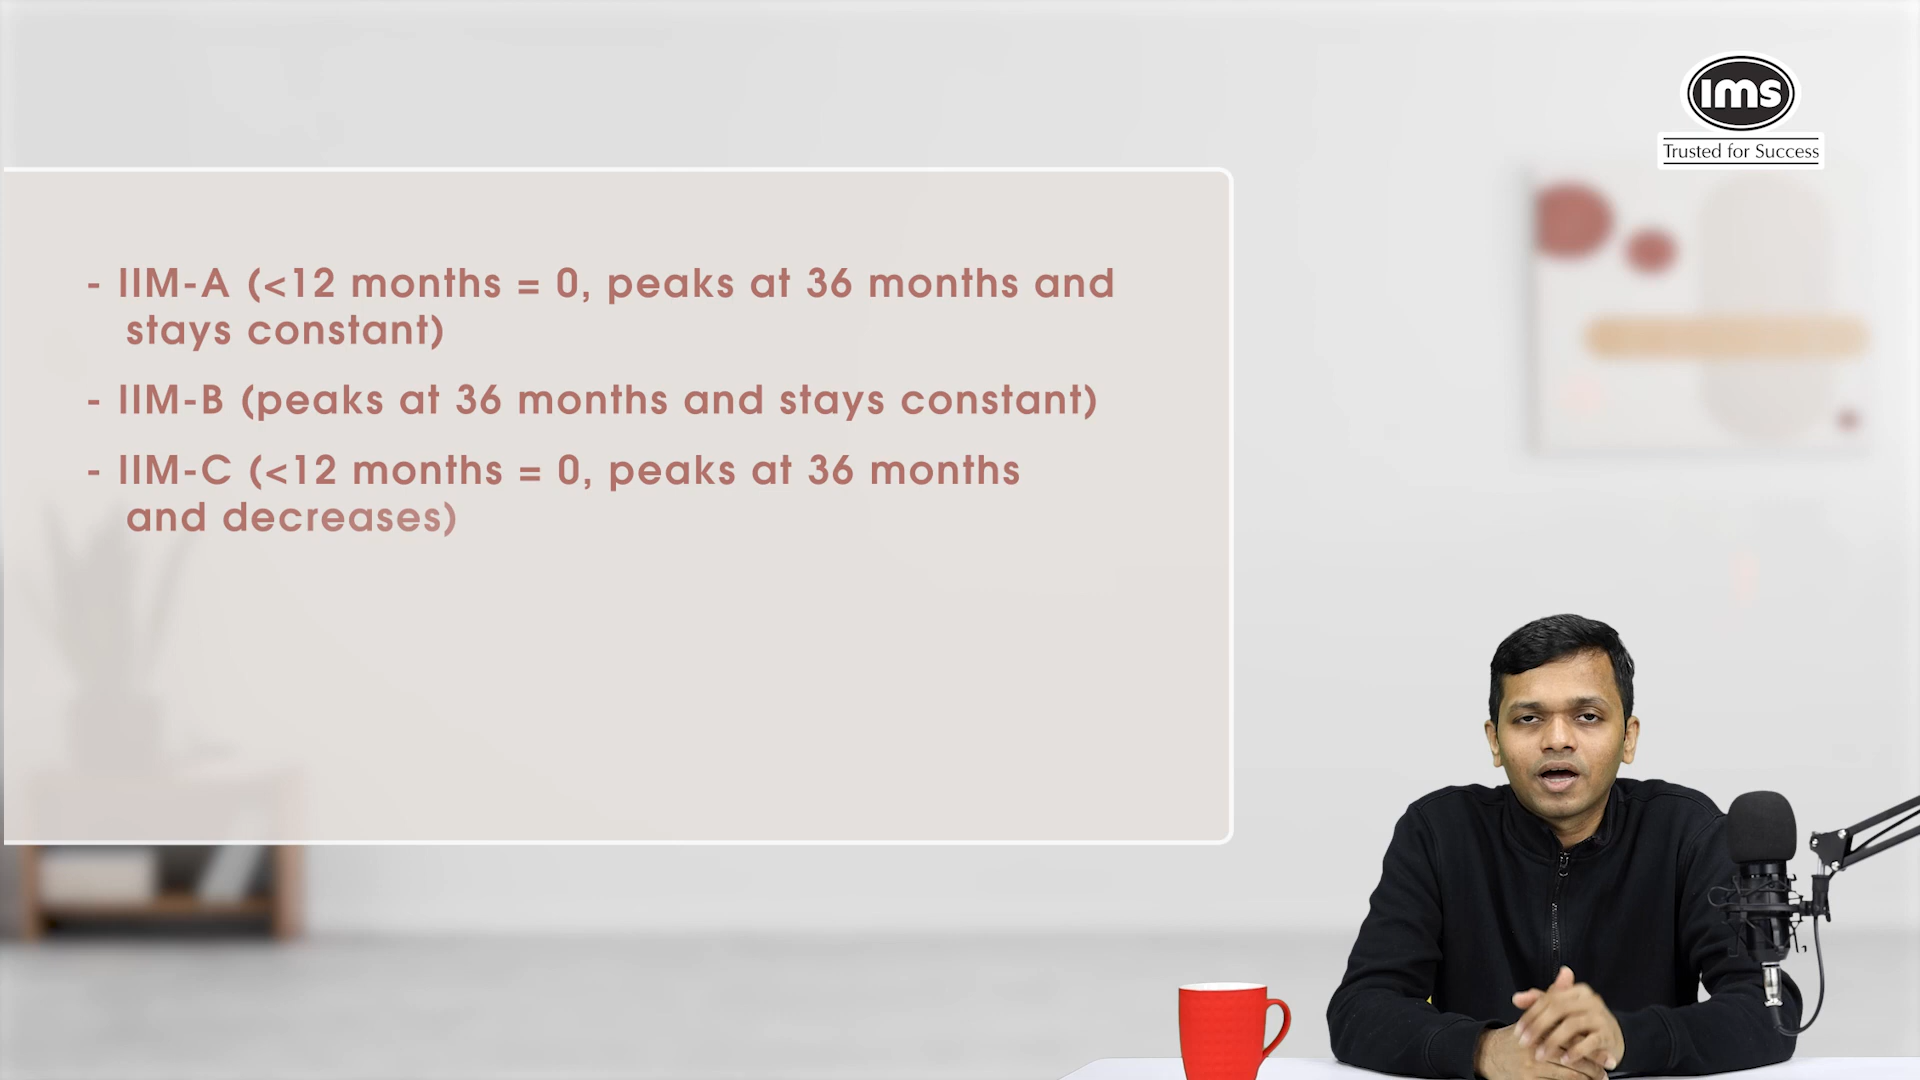 ims
Trusted for Success
- IIM-A (<12 months = 0, peaks at 36 months and
stays constant)
- IIM-B (peaks at 36 months and stays constant)
- IIM-C (<12 months = 0, peaks at 36 months
and decreases)